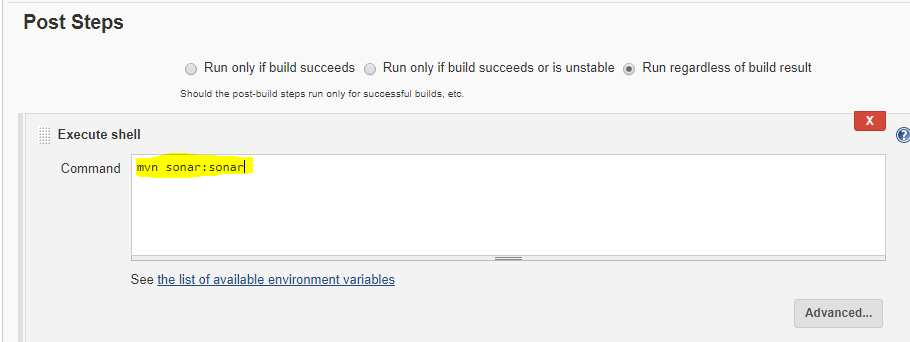 Post Steps
Run only if build succeeds Run only if build succeeds or is unstable Run regardless of build result
Should the post-build steps run only for successful builds, etc.
X
Execute shell
?
Command
mvn sonar:sonar
See the list of available environment variables
Advanced...